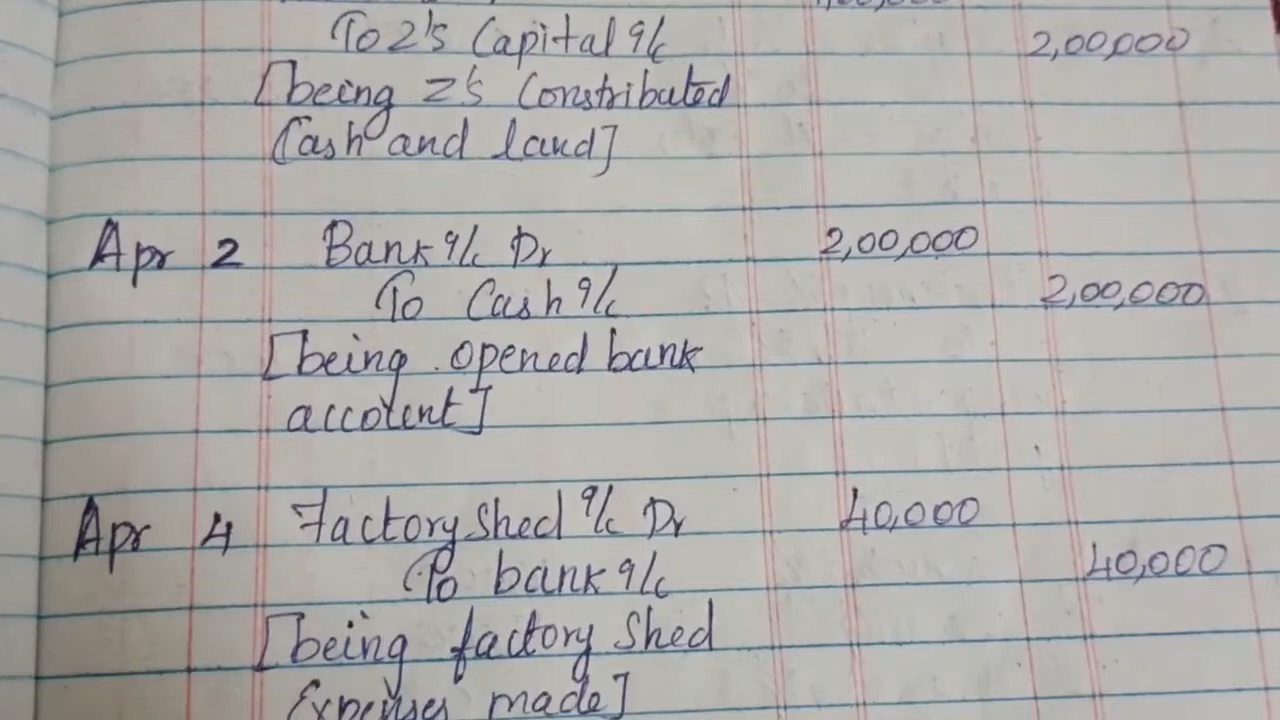 To Z's Capital a/c 2,00,000
[being Z's Constributed
Cash and land]
Apr 2 Bank a/c Dr 2,00,000
To Cash a/c 2,00,000
[being opened bank
accotent]
Apr 4 Factory Shed a/c Dr 40,000
To bank a/c 40,000
[being factory Shed
Expenses made]